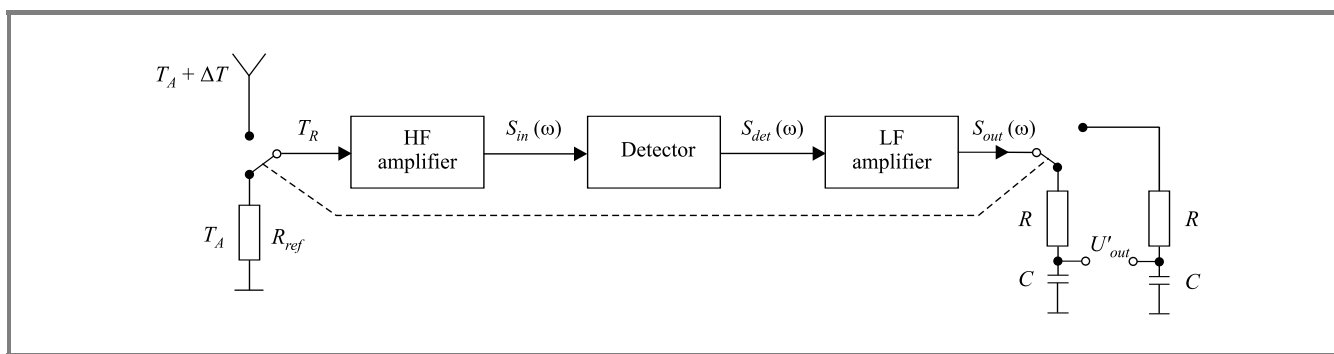 T_A + ΔT
T_R
HF
amplifier
S_in (ω)
Detector
S_det (ω)
LF
amplifier
S_out (ω)
T_A
R_ref
R
R
U'_out
C
C